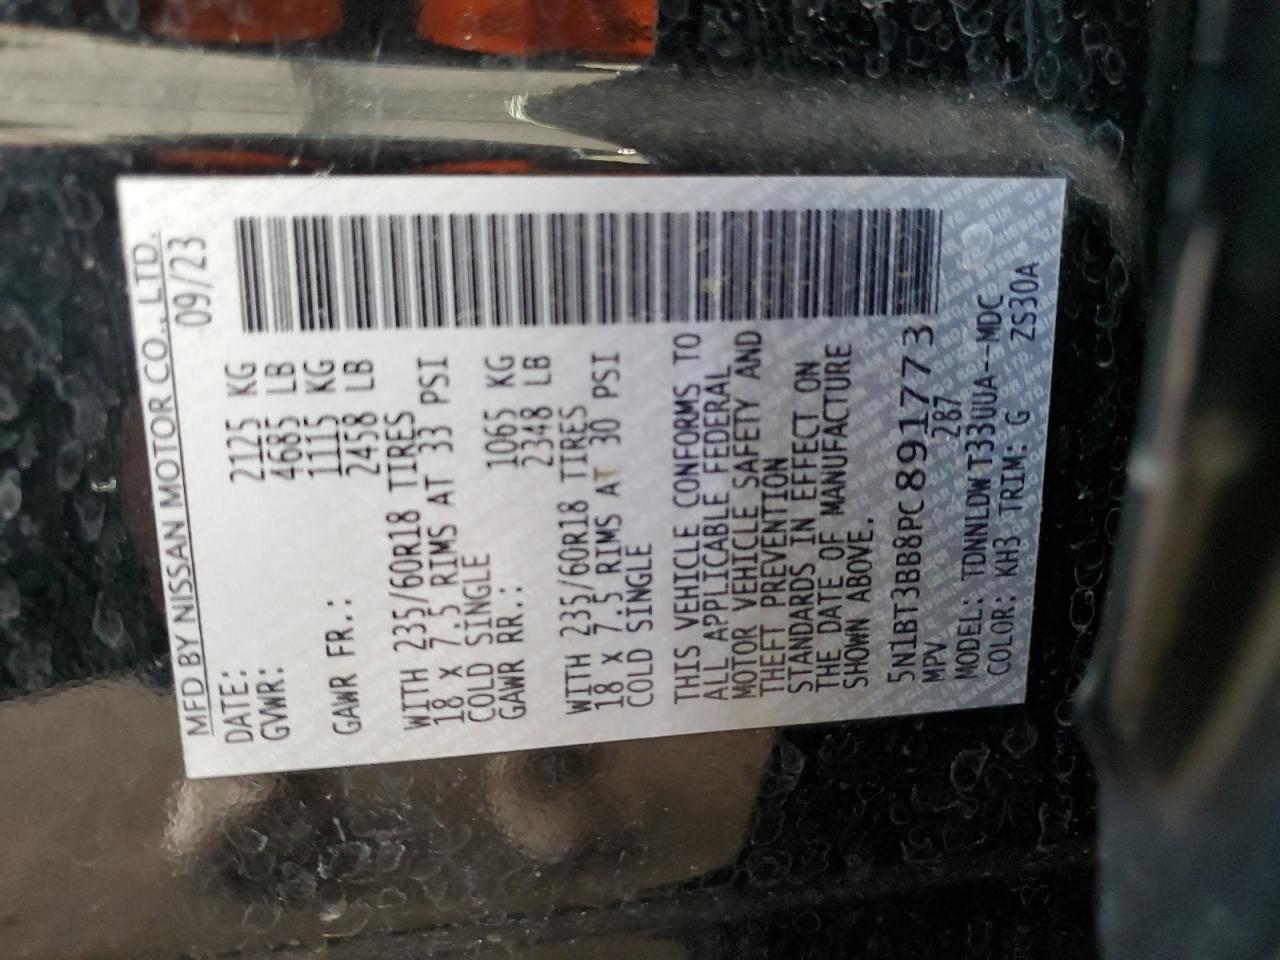 MFD BY NISSAN MOTOR CO., LTD.
DATE: 09/23
GVWR: 2125 KG
4685 LB
GAWR FR.: 1115 KG
2458 LB
WITH 235/60R18 TIRES
18 X 7.5 RIMS AT 33 PSI
COLD SINGLE
GAWR RR.: 1065 KG
2348 LB
WITH 235/60R18 TIRES
18 X 7.5 RIMS AT 30 PSI
COLD SINGLE
THIS VEHICLE CONFORMS TO
ALL APPLICABLE FEDERAL
MOTOR VEHICLE SAFETY AND
THEFT PREVENTION
STANDARDS IN EFFECT ON
THE DATE OF MANUFACTURE
SHOWN ABOVE.
5N1BT3BB8PC891773
MPV 287
MODEL: TDNNLDWT33UUA--MDC
COLOR: KH3 TRIM: G ZS30A